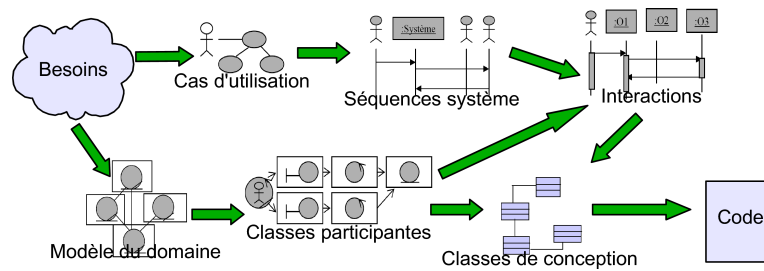 Besoins
Cas d'utilisation
:Système
Séquences système
:O1
:O2
:O3
Interactions
Modèle du domaine
Classes participantes
Classes de conception
Code